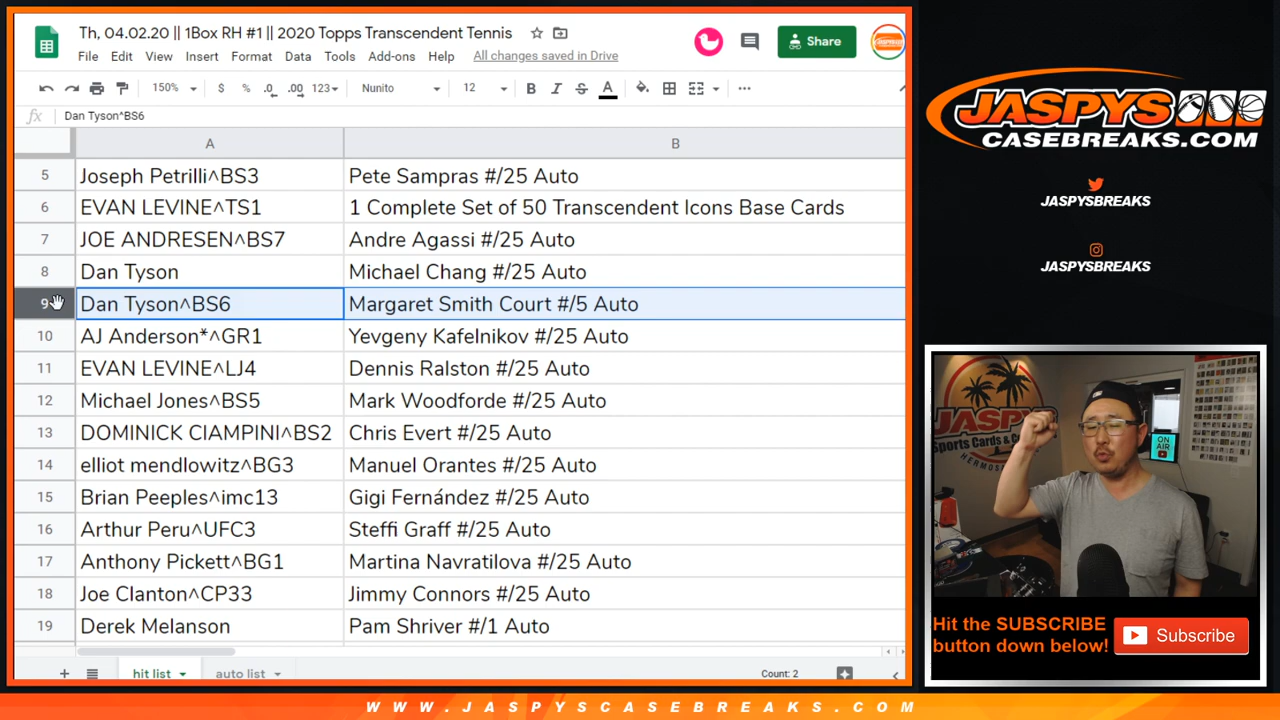 Th, 04.02.20 || 1Box RH #1 || 2020 Topps Transcendent Tennis
Share
File Edit View Insert Format Data Tools Add-ons Help All changes saved in Drive
150% $ % .0 .00 123 Nunito 12 B I S A
fx Dan Tyson^BS6
A B
5 Joseph Petrilli^BS3 Pete Sampras #/25 Auto
6 EVAN LEVINE^TS1 1 Complete Set of 50 Transcendent Icons Base Cards
7 JOE ANDRESEN^BS7 Andre Agassi #/25 Auto
8 Dan Tyson Michael Chang #/25 Auto
9 Dan Tyson^BS6 Margaret Smith Court #/5 Auto
10 AJ Anderson*^GR1 Yevgeny Kafelnikov #/25 Auto
11 EVAN LEVINE^LJ4 Dennis Ralston #/25 Auto
12 Michael Jones^BS5 Mark Woodforde #/25 Auto
13 DOMINICK CIAMPINI^BS2 Chris Evert #/25 Auto
14 elliot mendlowitz^BG3 Manuel Orantes #/25 Auto
15 Brian Peeples^imc13 Gigi Fernández #/25 Auto
16 Arthur Peru^UFC3 Steffi Graff #/25 Auto
17 Anthony Pickett^BG1 Martina Navratilova #/25 Auto
18 Joe Clanton^CP33 Jimmy Connors #/25 Auto
19 Derek Melanson Pam Shriver #/1 Auto
hit list auto list Count: 2
JASPYS
CASEBREAKS.COM
JASPYSBREAKS
JASPYSBREAKS
JASPYS
Sports Cards &
HERMOS
ON
AIR
Hit the SUBSCRIBE
button down below!
Subscribe
WWW.JASPYSCASEBREAKS.COM